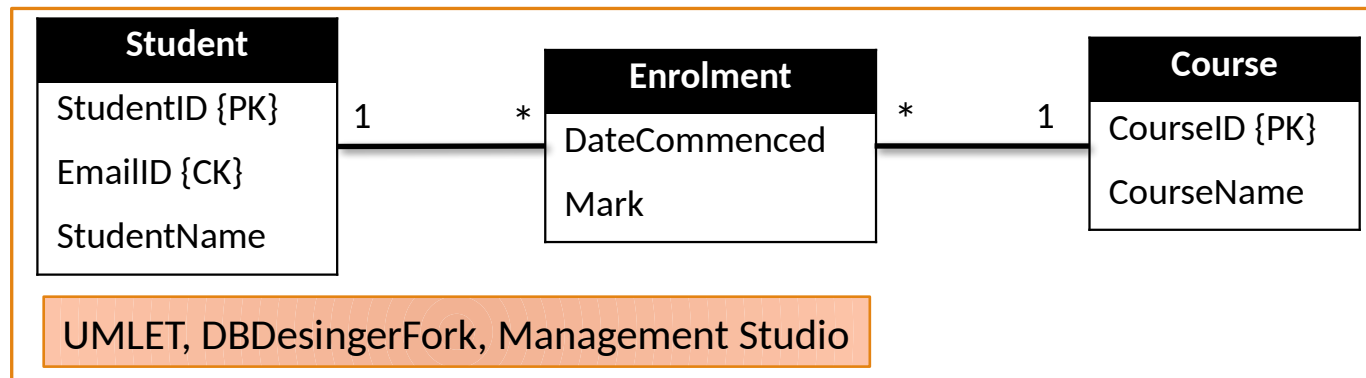 Student
StudentID {PK}
EmailID {CK}
StudentName
1
*
Enrolment
DateCommenced
Mark
*
1
Course
CourseID {PK}
CourseName
UMLET, DBDesingerFork, Management Studio